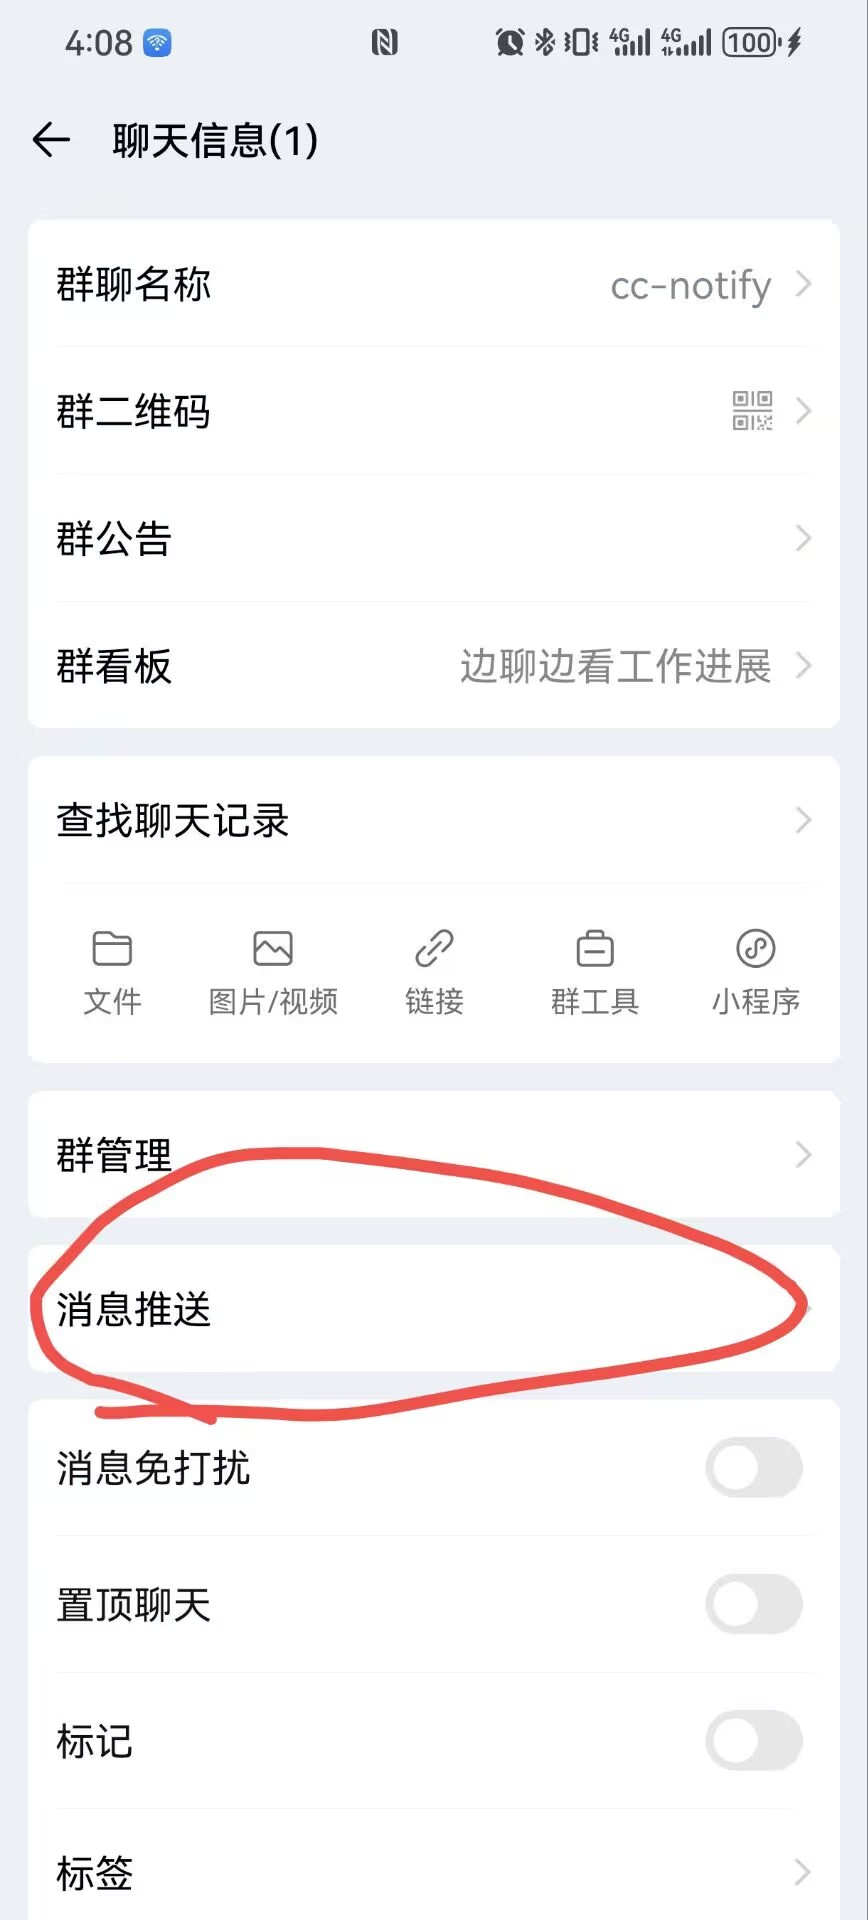 4:08 4G 4G 100
聊天信息(1)
群聊名称 cc-notify
群二维码
群公告
群看板 边聊边看工作进展
查找聊天记录
文件 图片/视频 链接 群工具 小程序
群管理
消息推送
消息免打扰
置顶聊天
标记
标签